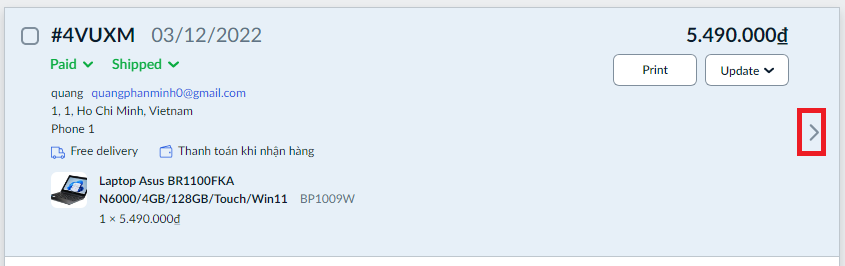 #4VUXM 03/12/2022 5.490.000₫
Paid Shipped
Print Update
quang quangphanminh0@gmail.com
1, 1, Ho Chi Minh, Vietnam
Phone 1
Free delivery Thanh toán khi nhận hàng
Laptop Asus BR1100FKA
N6000/4GB/128GB/Touch/Win11 BP1009W
1 × 5.490.000₫